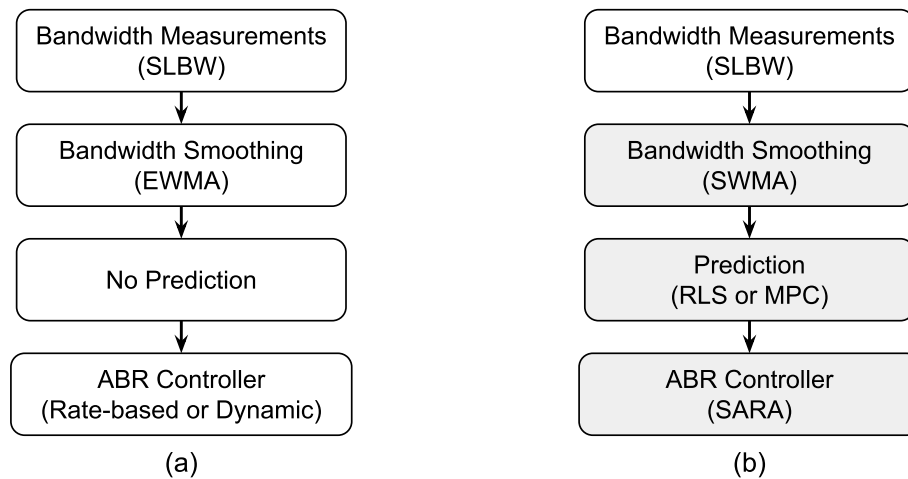 Bandwidth Measurements
(SLBW)
Bandwidth Smoothing
(EWMA)
No Prediction
ABR Controller
(Rate-based or Dynamic)
(a)
Bandwidth Measurements
(SLBW)
Bandwidth Smoothing
(SWMA)
Prediction
(RLS or MPC)
ABR Controller
(SARA)
(b)